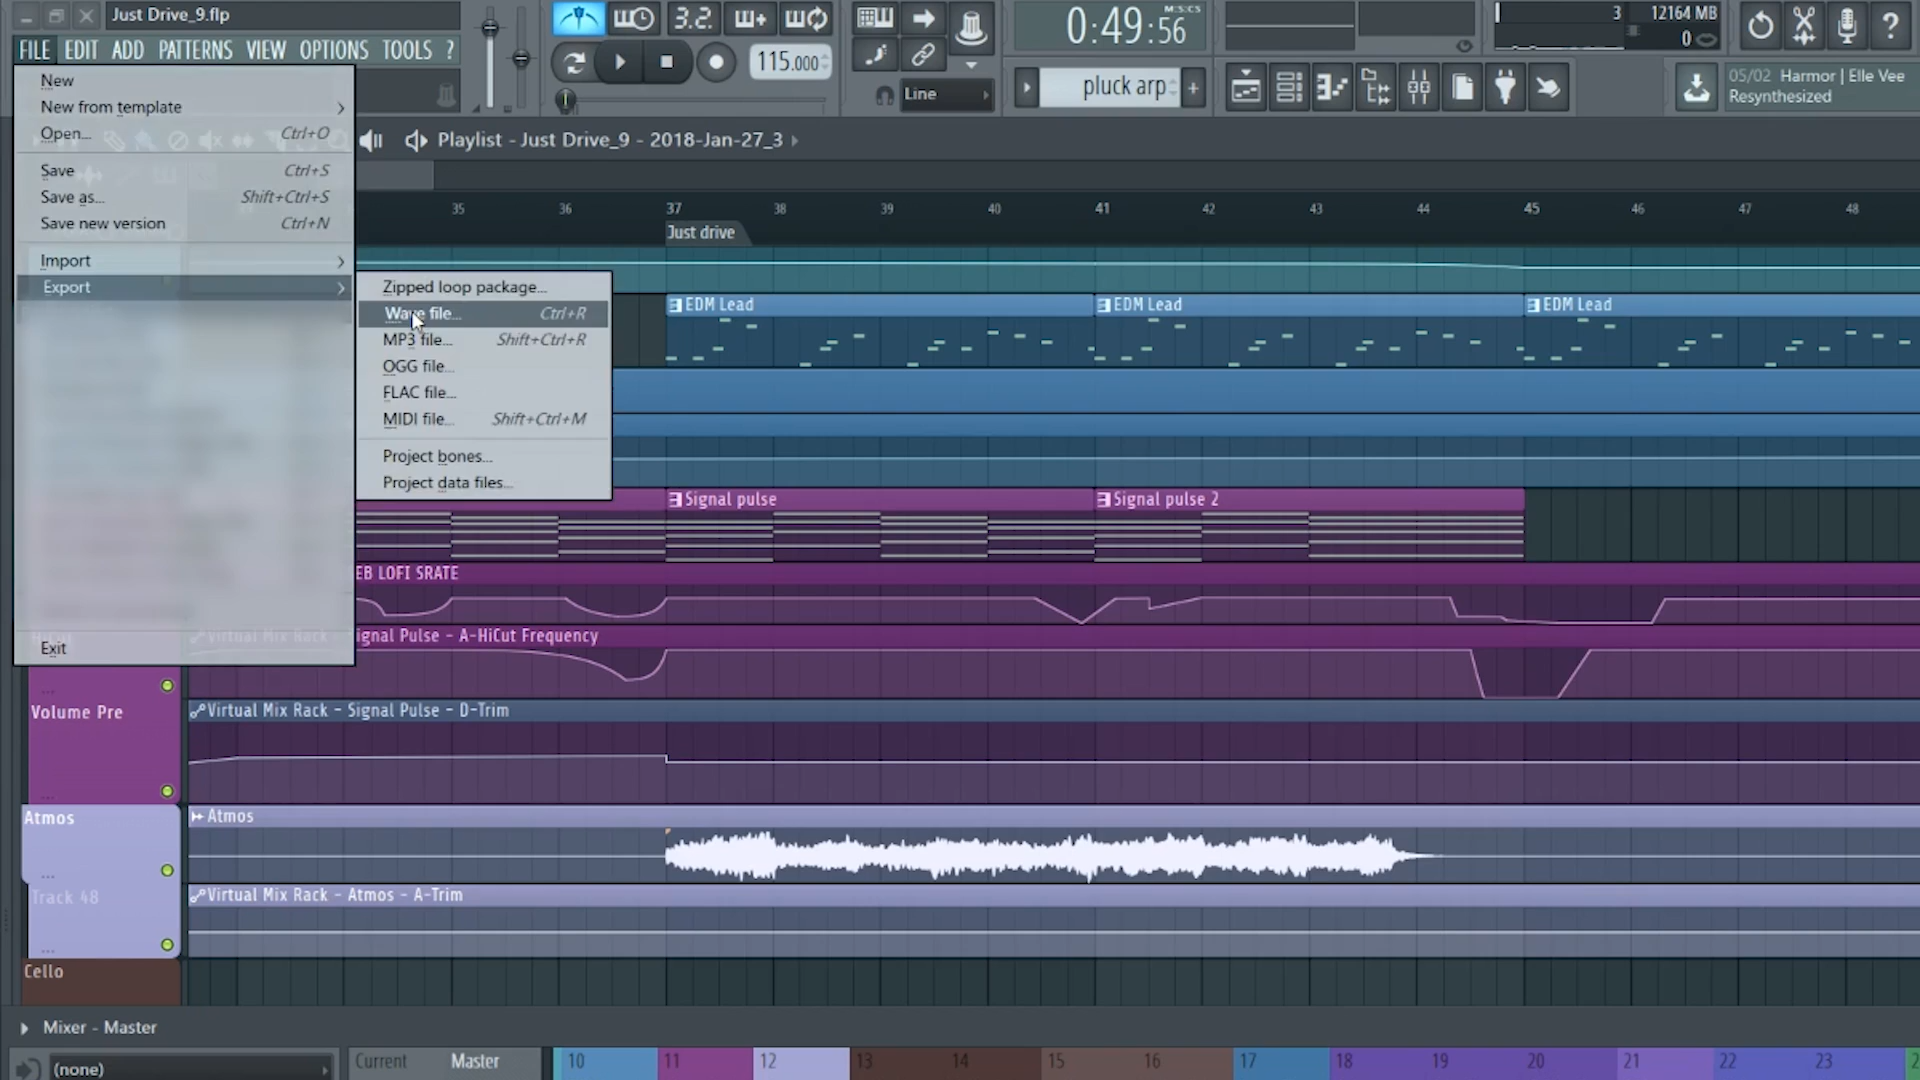 Just Drive_9.flp
FILE EDIT ADD PATTERNS VIEW OPTIONS TOOLS ?
3.2.
115.000
Line
0:49:56
M:S:CS
pluck arp
3
12164 MB
0
05/02 Harmor | Elle Vee
Resynthesized
New
New from template
Open... Ctrl+O
Save Ctrl+S
Save as... Shift+Ctrl+S
Save new version Ctrl+N
Import
Export
Exit
Zipped loop package...
Wave file... Ctrl+R
MP3 file... Shift+Ctrl+R
OGG file...
FLAC file...
MIDI file... Shift+Ctrl+M
Project bones...
Project data files...
Playlist - Just Drive_9 - 2018-Jan-27_3
35 36 37 38 39 40 41 42 43 44 45 46 47 48
Just drive
EDM Lead EDM Lead EDM Lead
Signal pulse Signal pulse 2
EB LOFI SRATE
Virtual Mix Rack - Signal Pulse - A-HiCut Frequency
Volume Pre
Virtual Mix Rack - Signal Pulse - D-Trim
Atmos
Atmos
Track 48
Virtual Mix Rack - Atmos - A-Trim
Cello
Mixer - Master
(none)
Current Master 10 11 12 13 14 15 16 17 18 19 20 21 22 23